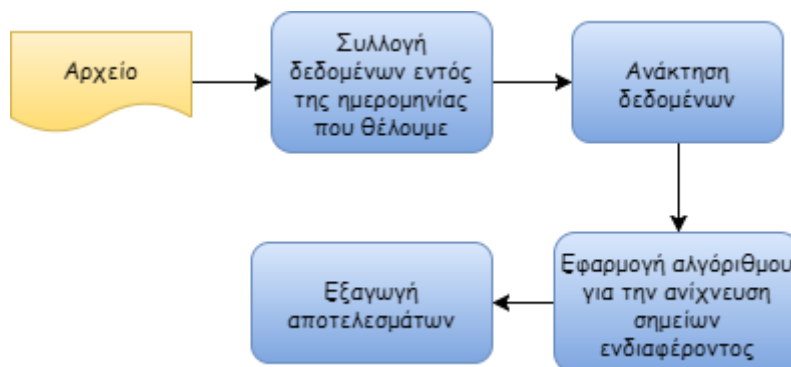 Αρχείο
Συλλογή
δεδομένων εντός
της ημερομηνίας
που θέλουμε
Ανάκτηση
δεδομένων
Εφαρμογή αλγόριθμου
για την ανίχνευση
σημείων
ενδιαφέροντος
Εξαγωγή
αποτελεσμάτων